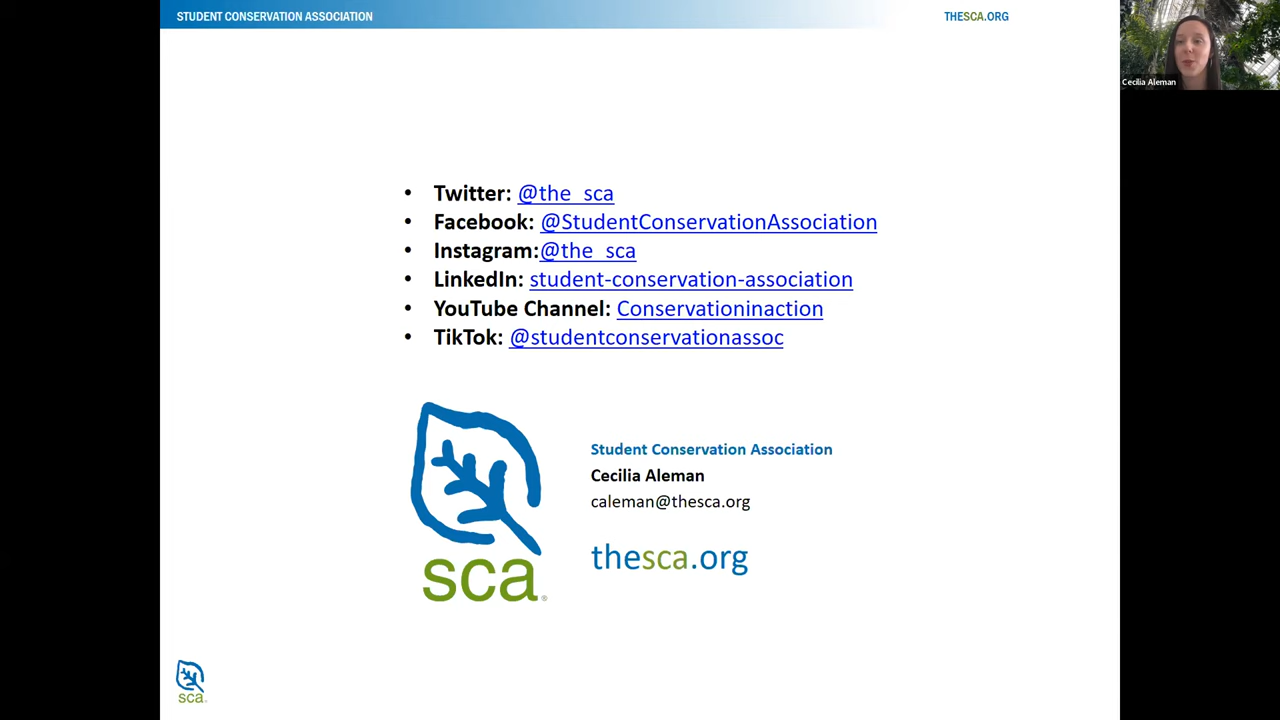 STUDENT CONSERVATION ASSOCIATION
THESCA.ORG
Cecilia Aleman
• Twitter: @the_sca
• Facebook: @StudentConservationAssociation
• Instagram:@the_sca
• LinkedIn: student-conservation-association
• YouTube Channel: Conservationinaction
• TikTok: @studentconservationassoc
Student Conservation Association
Cecilia Aleman
caleman@thesca.org
thesca.org
sca®
sca